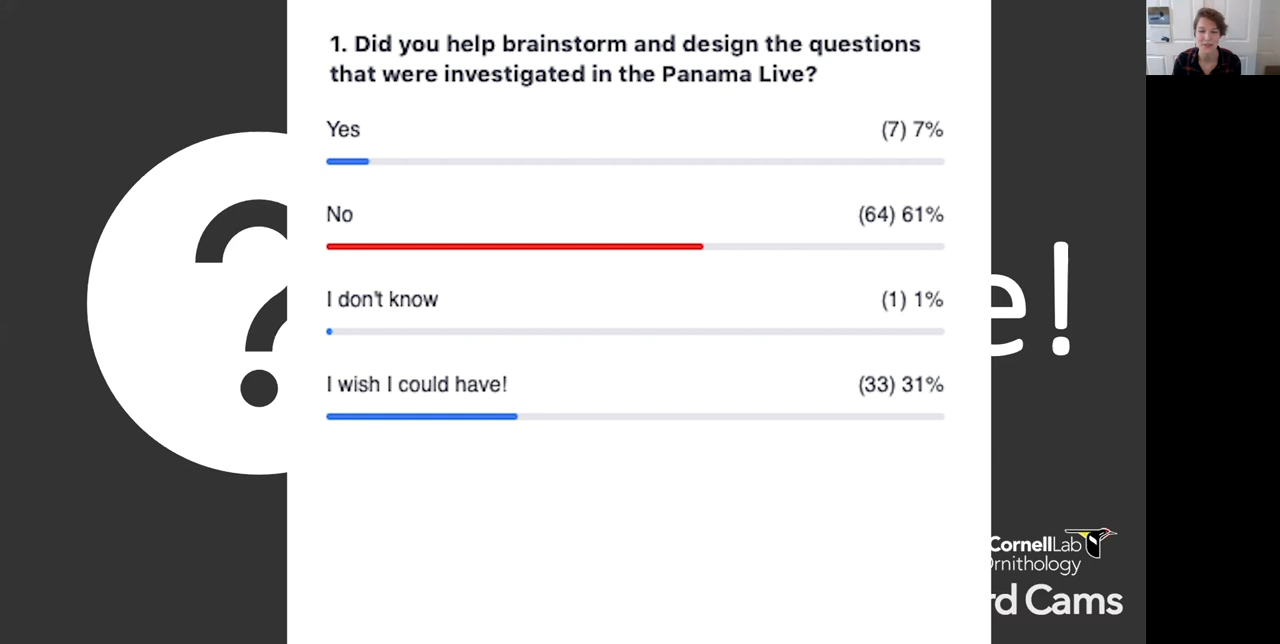 1. Did you help brainstorm and design the questions
that were investigated in the Panama Live?
Yes
(7) 7%
No
(64) 61%
I don't know
(1) 1%
I wish I could have!
(33) 31%
?
e!
CornellLab
Ornithology
rd Cams